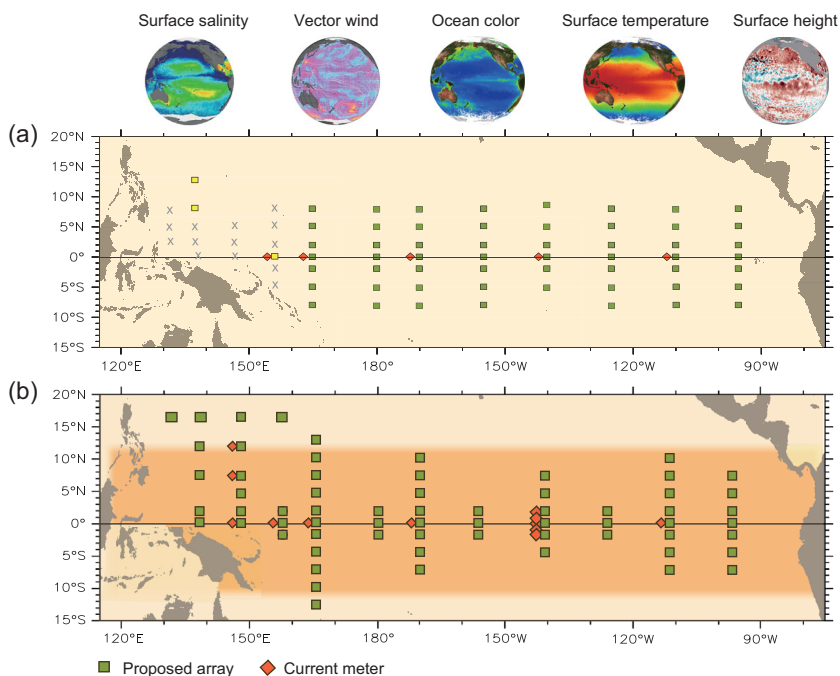 Surface salinity Vector wind Ocean color Surface temperature Surface height
(a)
20°N
15°N
10°N
5°N
0°
5°S
10°S
15°S
120°E 150°E 180° 150°W 120°W 90°W
(b)
20°N
15°N
10°N
5°N
0°
5°S
10°S
15°S
120°E 150°E 180° 150°W 120°W 90°W
Proposed array Current meter